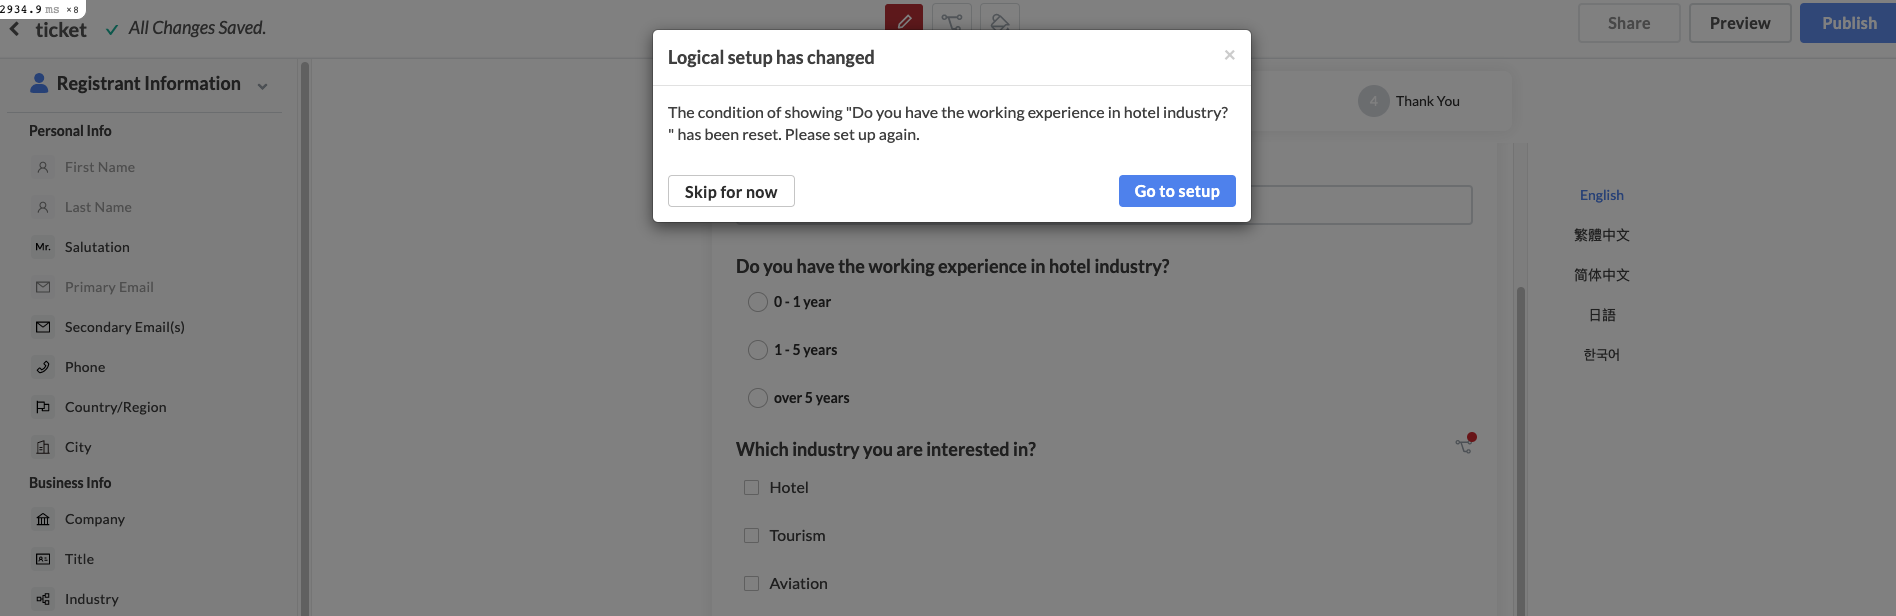 2934.9 ms ×8
ticket
All Changes Saved.
Share
Preview
Publish
Registrant Information
Personal Info
First Name
Last Name
Mr. Salutation
Primary Email
Secondary Email(s)
Phone
Country/Region
City
Business Info
Company
Title
Industry
Logical setup has changed
×
The condition of showing "Do you have the working experience in hotel industry?
" has been reset. Please set up again.
Skip for now
Go to setup
4 Thank You
Do you have the working experience in hotel industry?
0 - 1 year
1 - 5 years
over 5 years
Which industry you are interested in?
Hotel
Tourism
Aviation
English
繁體中文
简体中文
日語
한국어